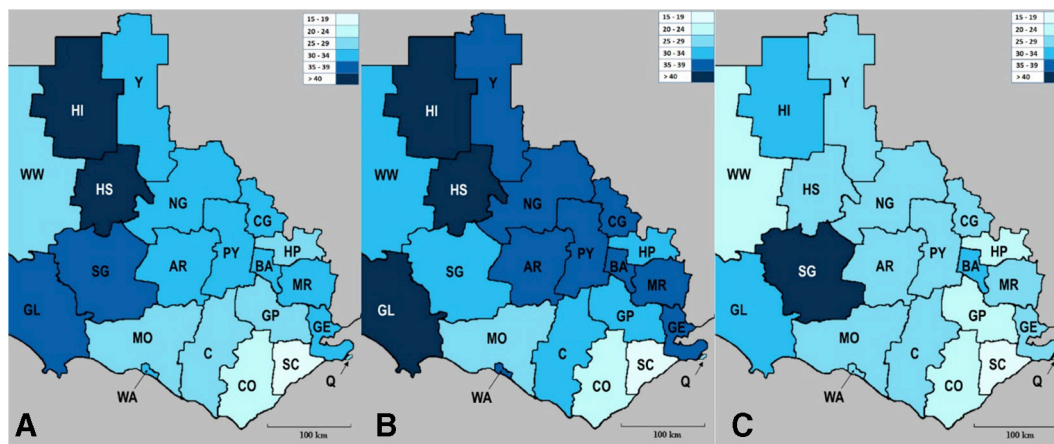 15 - 19
20 - 24
25 - 29
30 - 34
35 - 39
> 40
Y
HI
WW
HS
NG
CG
HP
SG
AR
PY
BA
MR
GL
GP
GE
MO
C
SC
CO
Q
WA
A
100 km
15 - 19
20 - 24
25 - 29
30 - 34
35 - 39
> 40
Y
HI
WW
HS
NG
CG
HP
SG
AR
PY
BA
MR
GL
GP
GE
MO
C
SC
CO
Q
WA
B
100 km
15 - 19
20 - 24
25 - 29
30 - 34
35 - 39
> 40
Y
HI
WW
HS
NG
CG
HP
SG
AR
PY
BA
MR
GL
GP
GE
MO
C
SC
CO
Q
WA
C
100 km